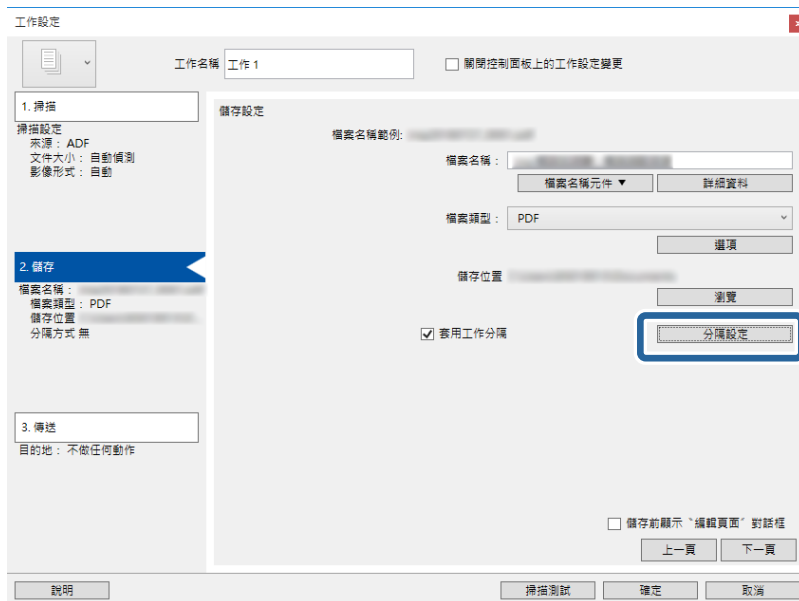 工作設定
工作名稱 工作 1 關閉控制面板上的工作設定變更
1. 掃描
掃描設定
來源： ADF
文件大小： 自動偵測
影像形式： 自動
2. 儲存
檔案名稱：
檔案類型： PDF
儲存位置
分隔方式 無
3. 傳送
目的地： 不做任何動作
儲存設定
檔案名稱範例:
檔案名稱：
檔案名稱元件 ▼ 詳細資料
檔案類型： PDF
選項
儲存位置
瀏覽
套用工作分隔 分隔設定
儲存前顯示〝編輯頁面〞對話框
上一頁 下一頁
說明 掃描測試 確定 取消